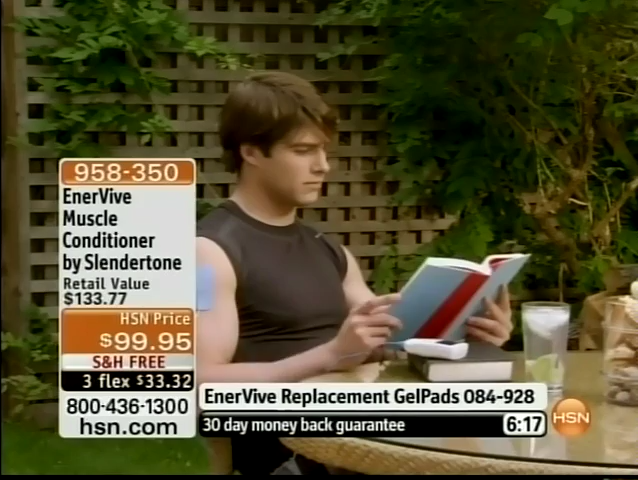 958-350
EnerVive
Muscle
Conditioner
by Slendertone
Retail Value
$133.77
HSN Price
$99.95
S&H FREE
3 flex $33.32
800-436-1300
hsn.com
EnerVive Replacement GelPads 084-928
30 day money back guarantee
6:17
HSN